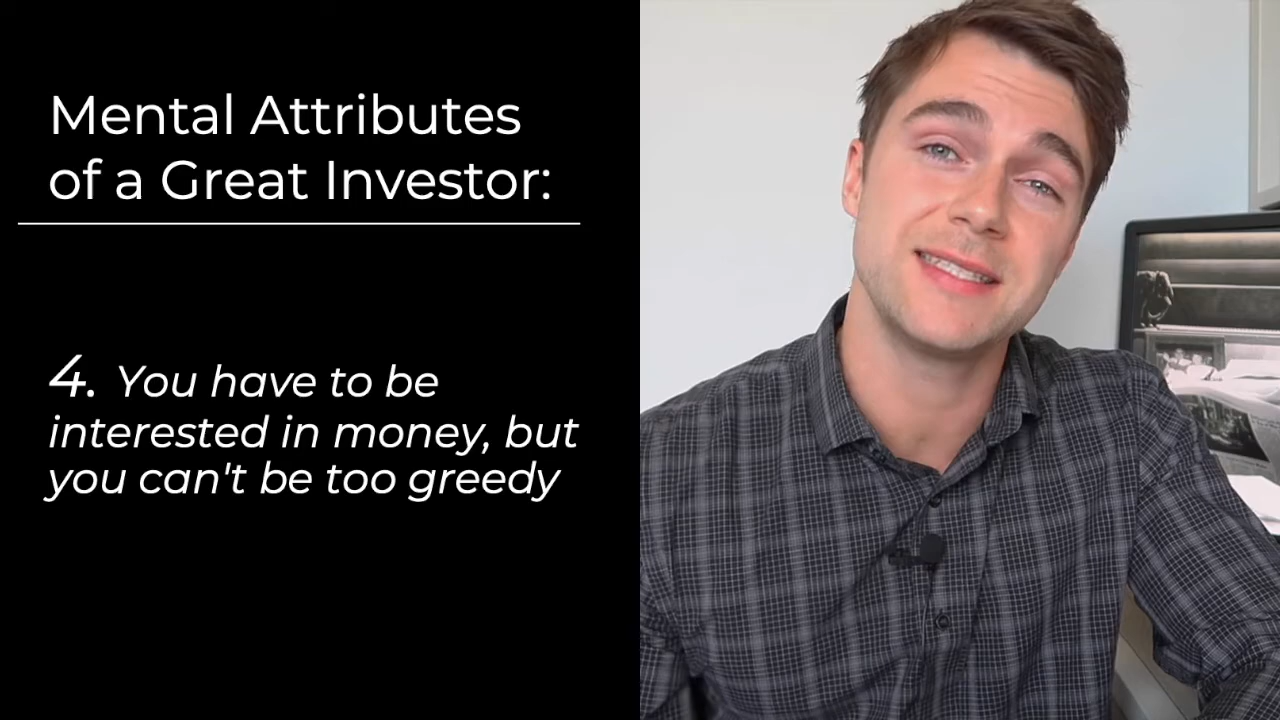 Mental Attributes
of a Great Investor:
4. You have to be
interested in money, but
you can't be too greedy